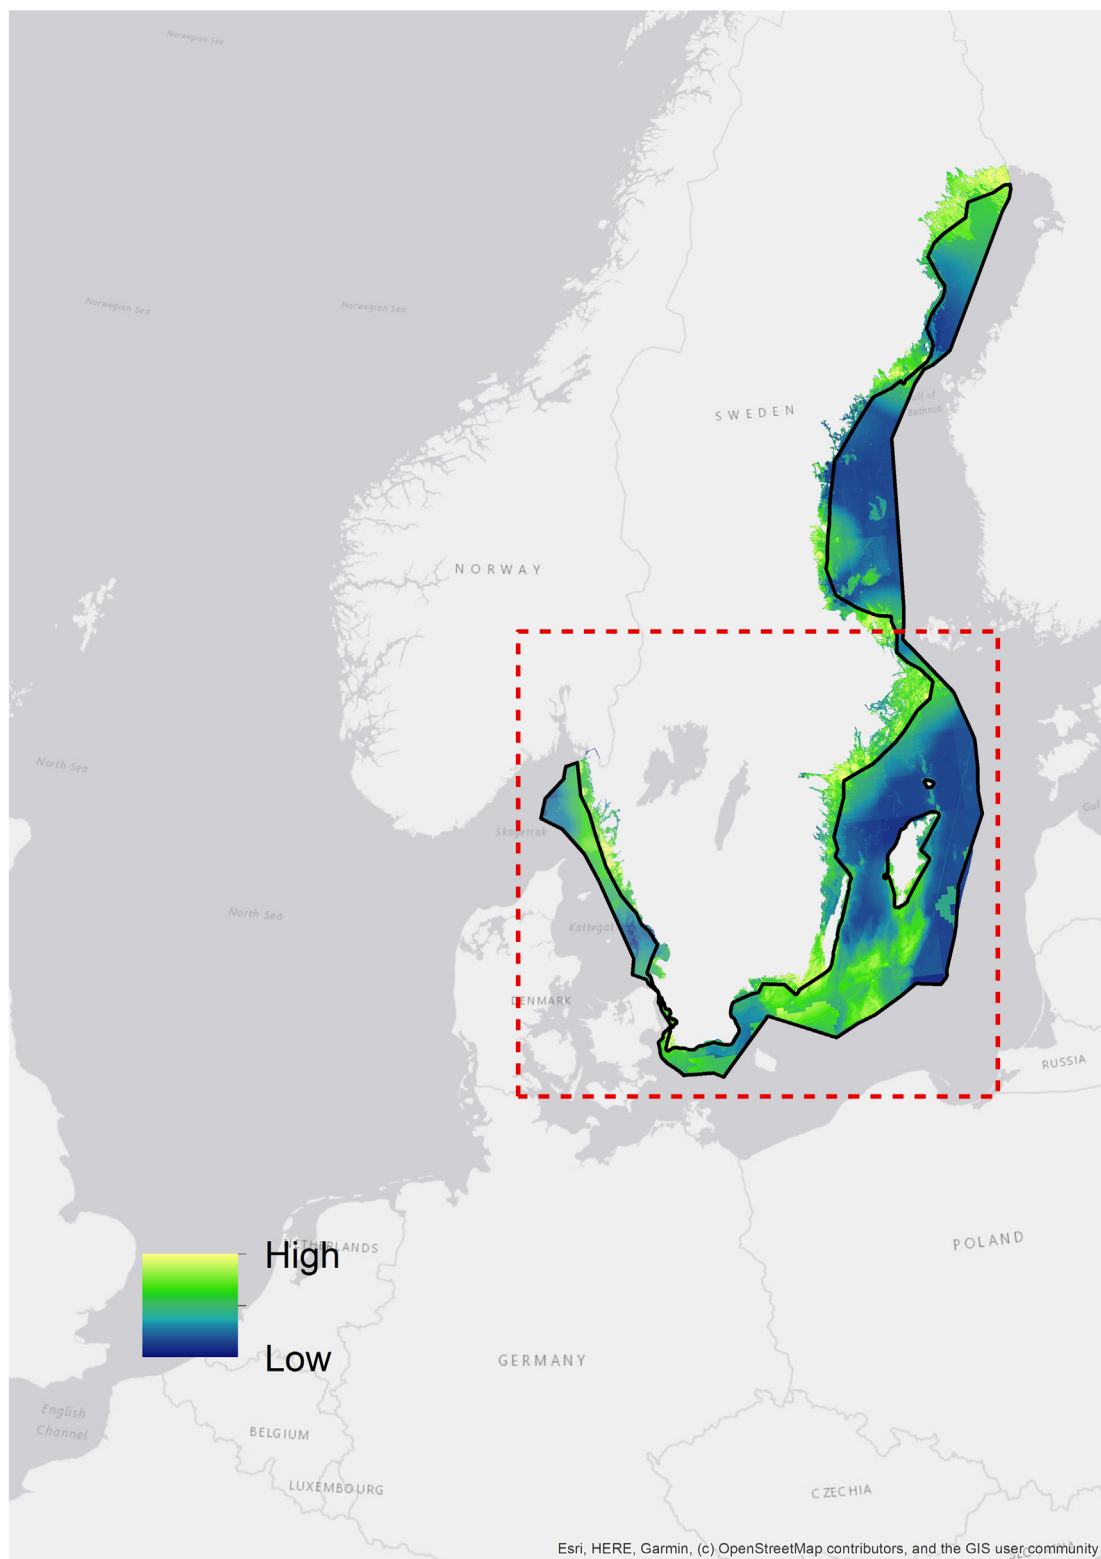 Norwegian Sea
Norwegian Sea
Norwegian Sea
SWEDEN
Gulf of
Bothnia
NORWAY
North Sea
Skagerrak
North Sea
Kattegat
DENMARK
RUSSIA
POLAND
NETHERLANDS
High
Low
GERMANY
English
Channel
BELGIUM
LUXEMBOURG
CZECHIA
Esri, HERE, Garmin, (c) OpenStreetMap contributors, and the GIS user community